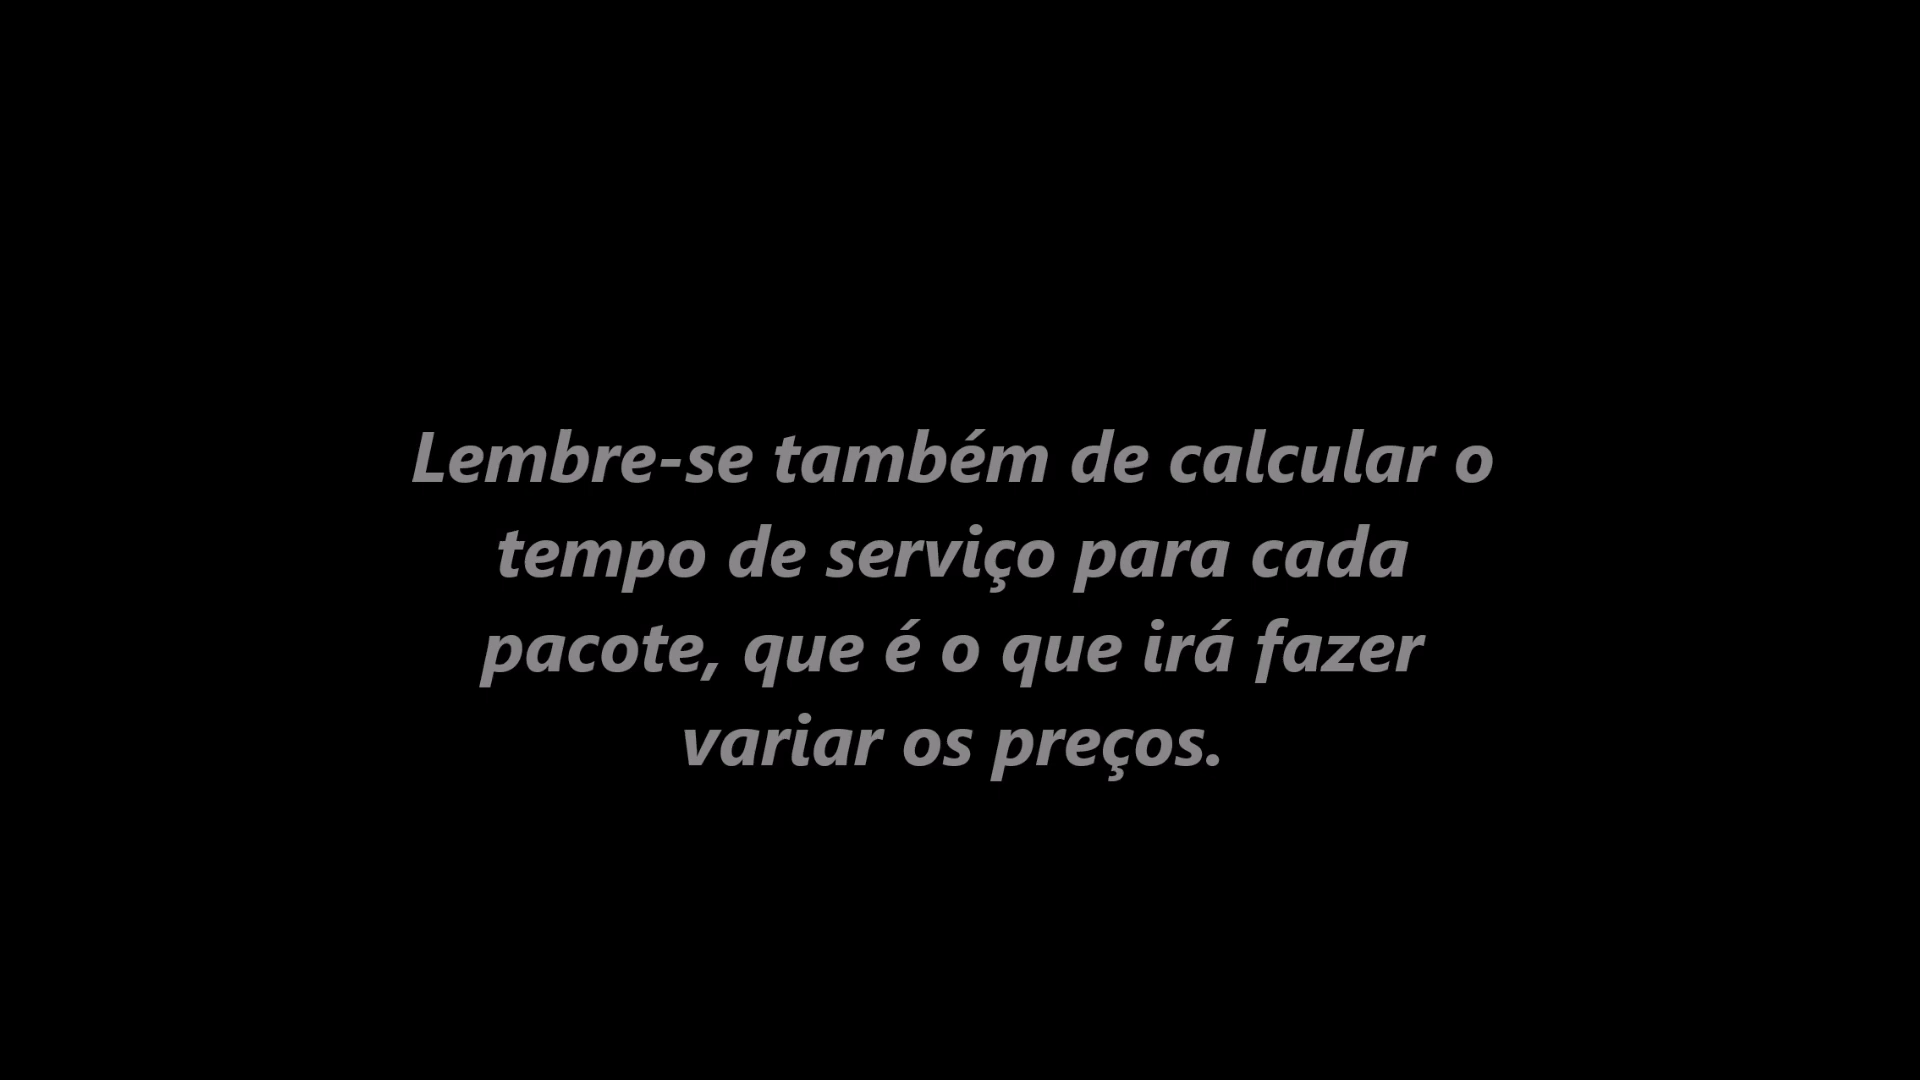 Lembre-se também de calcular o
tempo de serviço para cada
pacote, que é o que irá fazer
variar os preços.